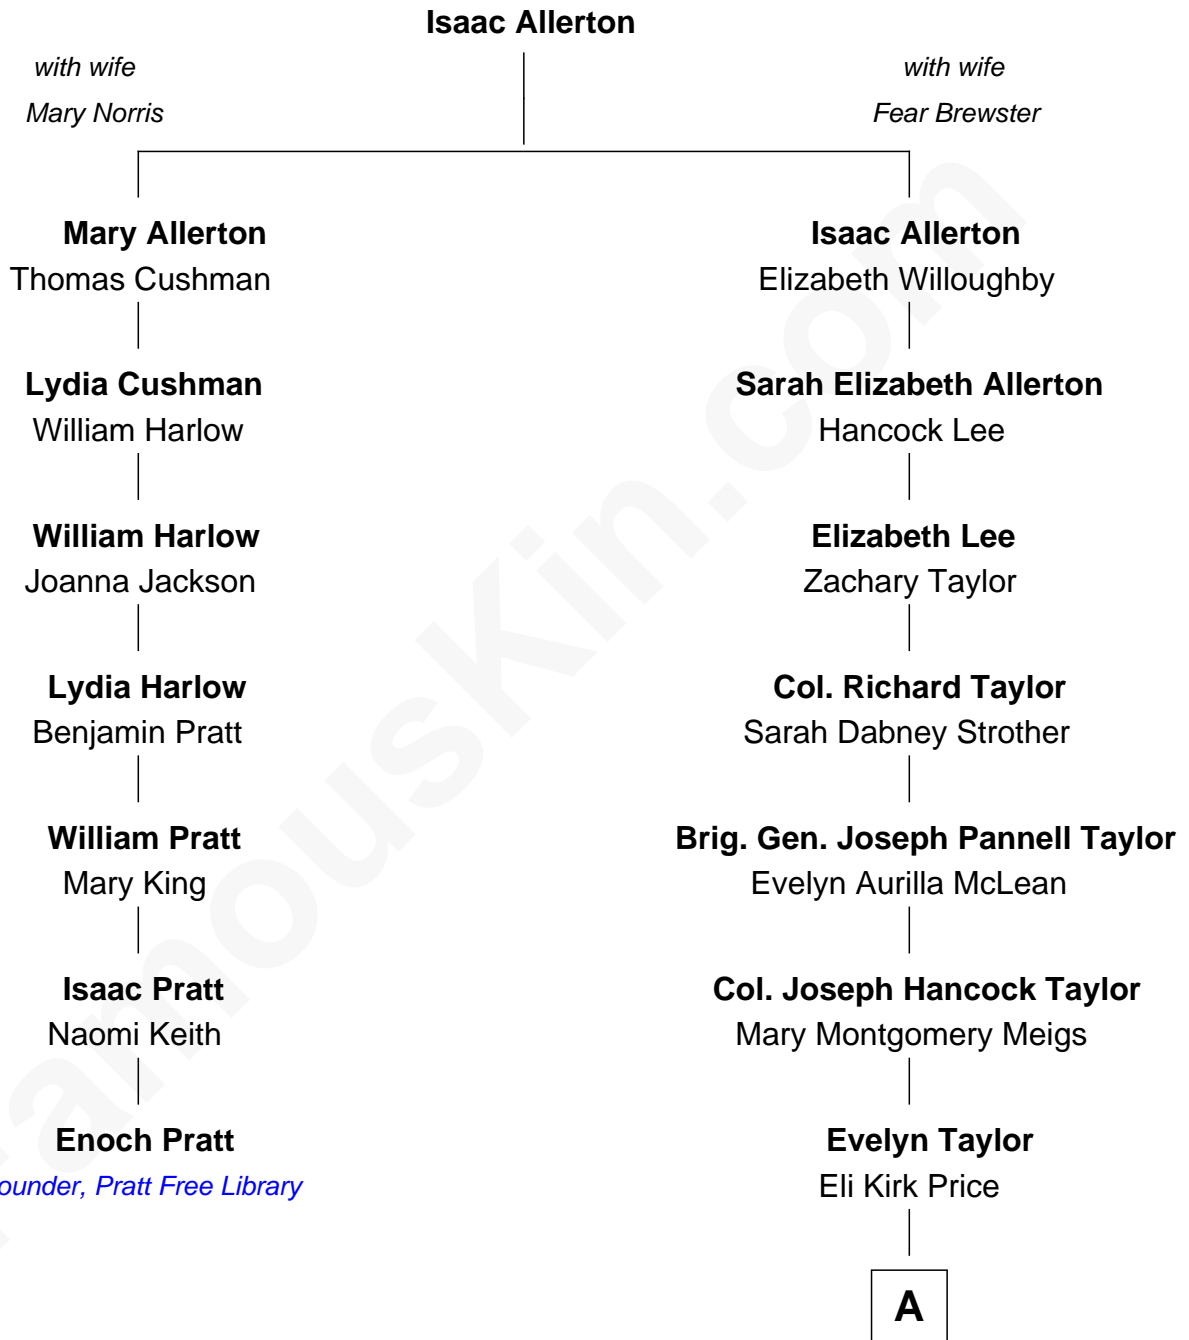 Isaac Allerton
with wife
Mary Norris
with wife
Fear Brewster
Mary Allerton
Thomas Cushman
Isaac Allerton
Elizabeth Willoughby
Lydia Cushman
William Harlow
Sarah Elizabeth Allerton
Hancock Lee
William Harlow
Joanna Jackson
Elizabeth Lee
Zachary Taylor
Lydia Harlow
Benjamin Pratt
Col. Richard Taylor
Sarah Dabney Strother
William Pratt
Mary King
Brig. Gen. Joseph Pannell Taylor
Evelyn Aurilla McLean
Isaac Pratt
Naomi Keith
Col. Joseph Hancock Taylor
Mary Montgomery Meigs
Enoch Pratt
ounder, Pratt Free Library
Evelyn Taylor
Eli Kirk Price
A
FamousKin.com